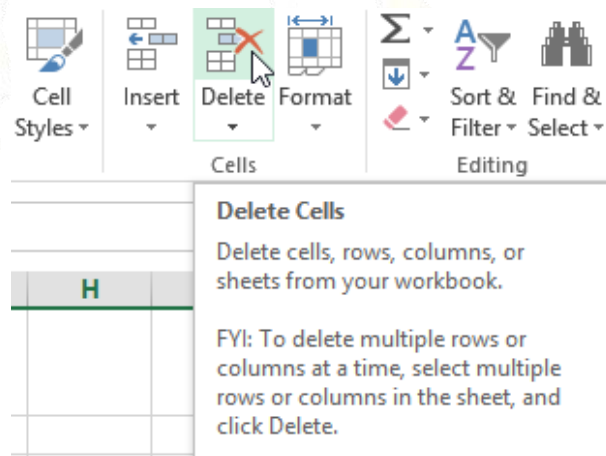 Cell Styles
Insert
Delete
Format
Σ
A
Z
Sort & Filter
Find & Select
Cells
Editing
H
Delete Cells
Delete cells, rows, columns, or
sheets from your workbook.
FYI: To delete multiple rows or
columns at a time, select multiple
rows or columns in the sheet, and
click Delete.